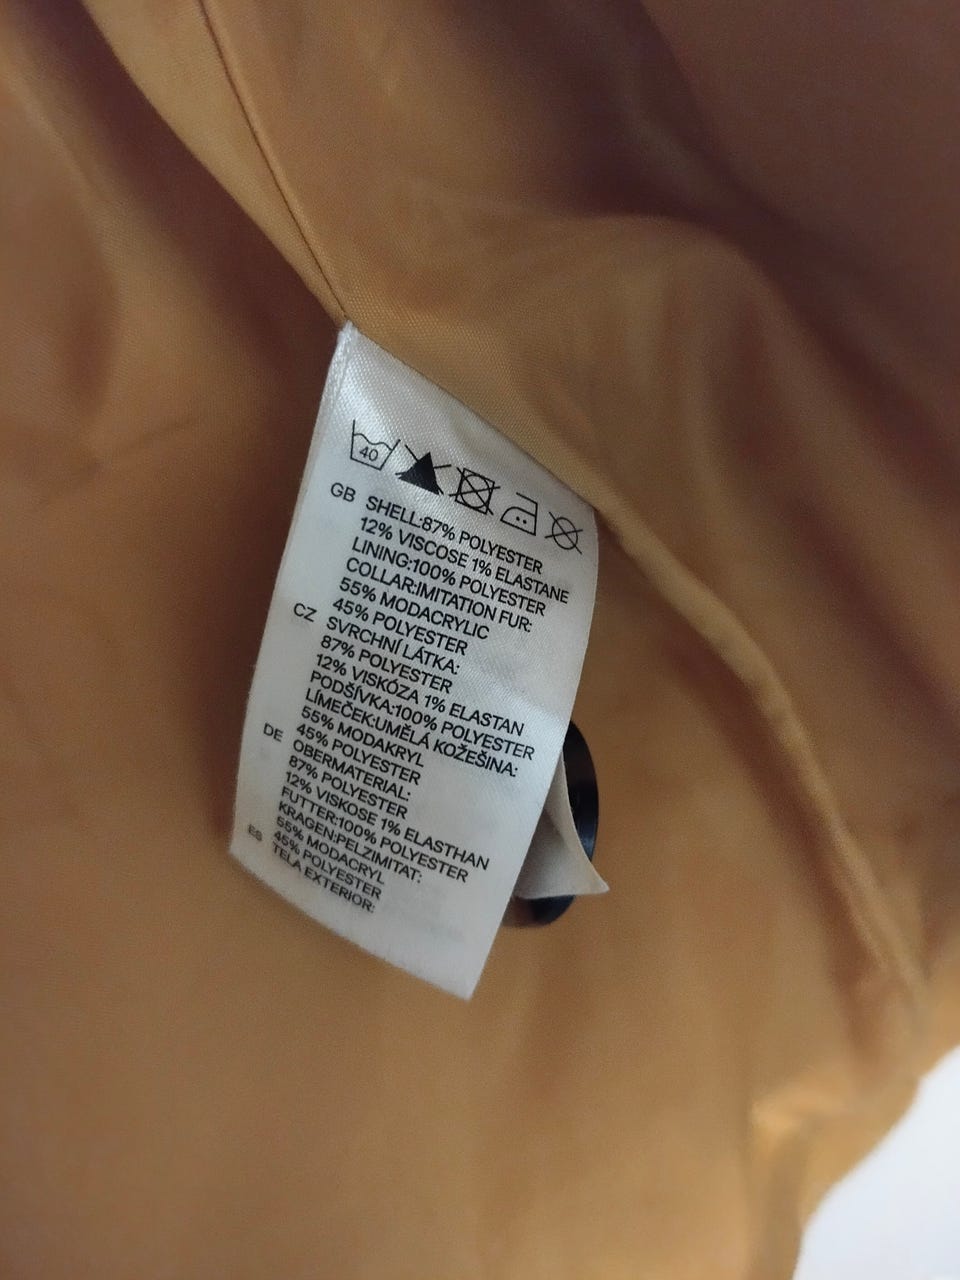 40
GB SHELL:87% POLYESTER
12% VISCOSE 1% ELASTANE
LINING:100% POLYESTER
COLLAR:IMITATION FUR:
55% MODACRYLIC
45% POLYESTER
CZ SVRCHNÍ LÁTKA:
87% POLYESTER
12% VISKÓZA 1% ELASTAN
PODŠÍVKA:100% POLYESTER
LÍMEČEK:UMĚLÁ KOŽEŠINA:
55% MODAKRYL
45% POLYESTER
DE OBERMATERIAL:
87% POLYESTER
12% VISKOSE 1% ELASTHAN
FUTTER:100% POLYESTER
KRAGEN:PELZIMITAT:
55% MODACRYL
45% POLYESTER
ES TELA EXTERIOR: